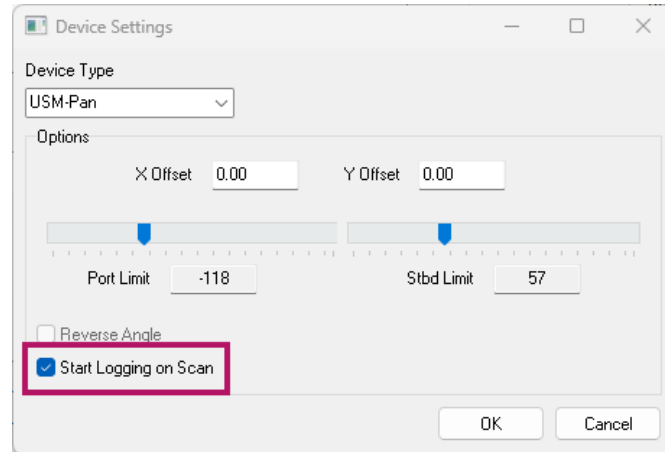 Device Settings
Device Type
USM-Pan
Options
X Offset 0.00 Y Offset 0.00
Port Limit -118 Stbd Limit 57
Reverse Angle
Start Logging on Scan
OK Cancel